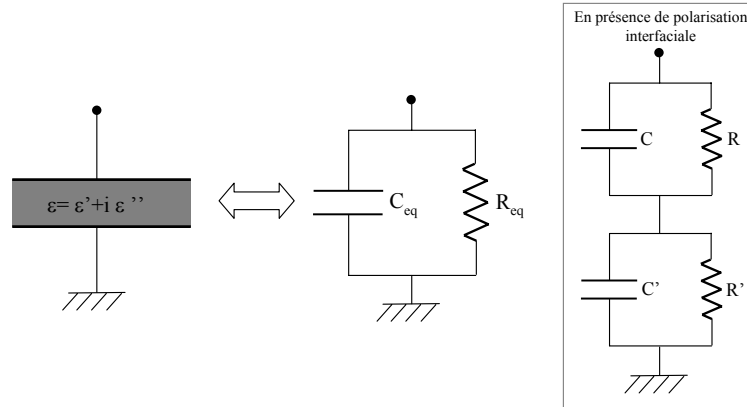 En présence de polarisation
interfaciale
ε= ε’+i ε ’’
C_eq
R_eq
C
R
C’
R’